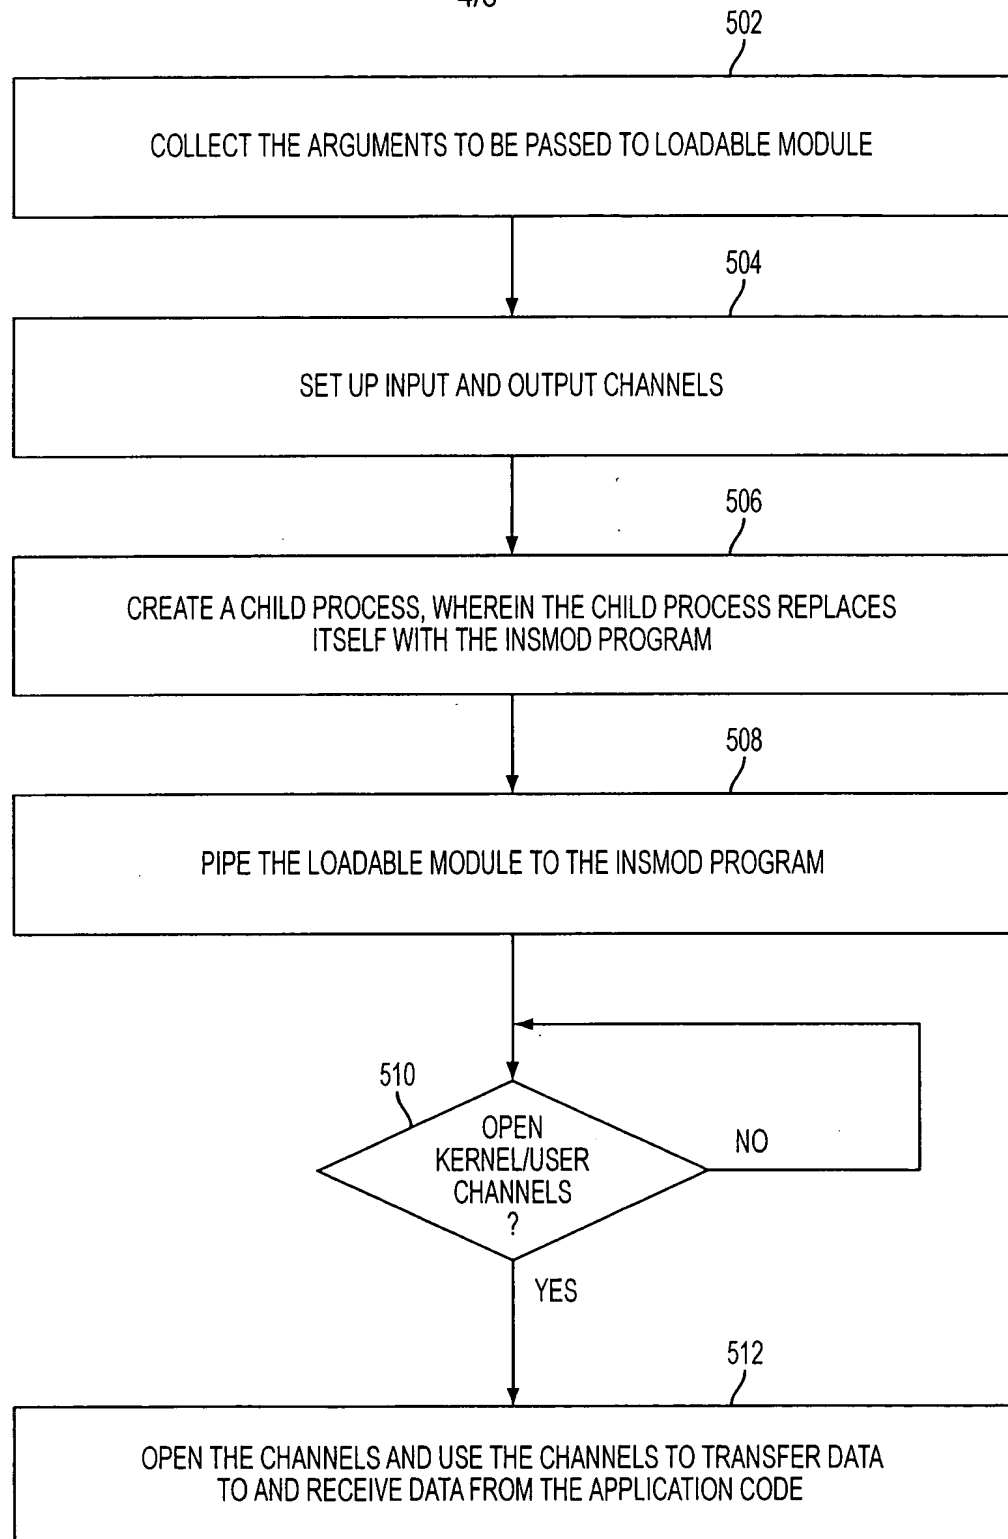 502
COLLECT THE ARGUMENTS TO BE PASSED TO LOADABLE MODULE
504
SET UP INPUT AND OUTPUT CHANNELS
506
CREATE A CHILD PROCESS, WHEREIN THE CHILD PROCESS REPLACES
ITSELF WITH THE INSMOD PROGRAM
508
PIPE THE LOADABLE MODULE TO THE INSMOD PROGRAM
510
OPEN
KERNEL/USER
CHANNELS
?
NO
YES
512
OPEN THE CHANNELS AND USE THE CHANNELS TO TRANSFER DATA
TO AND RECEIVE DATA FROM THE APPLICATION CODE